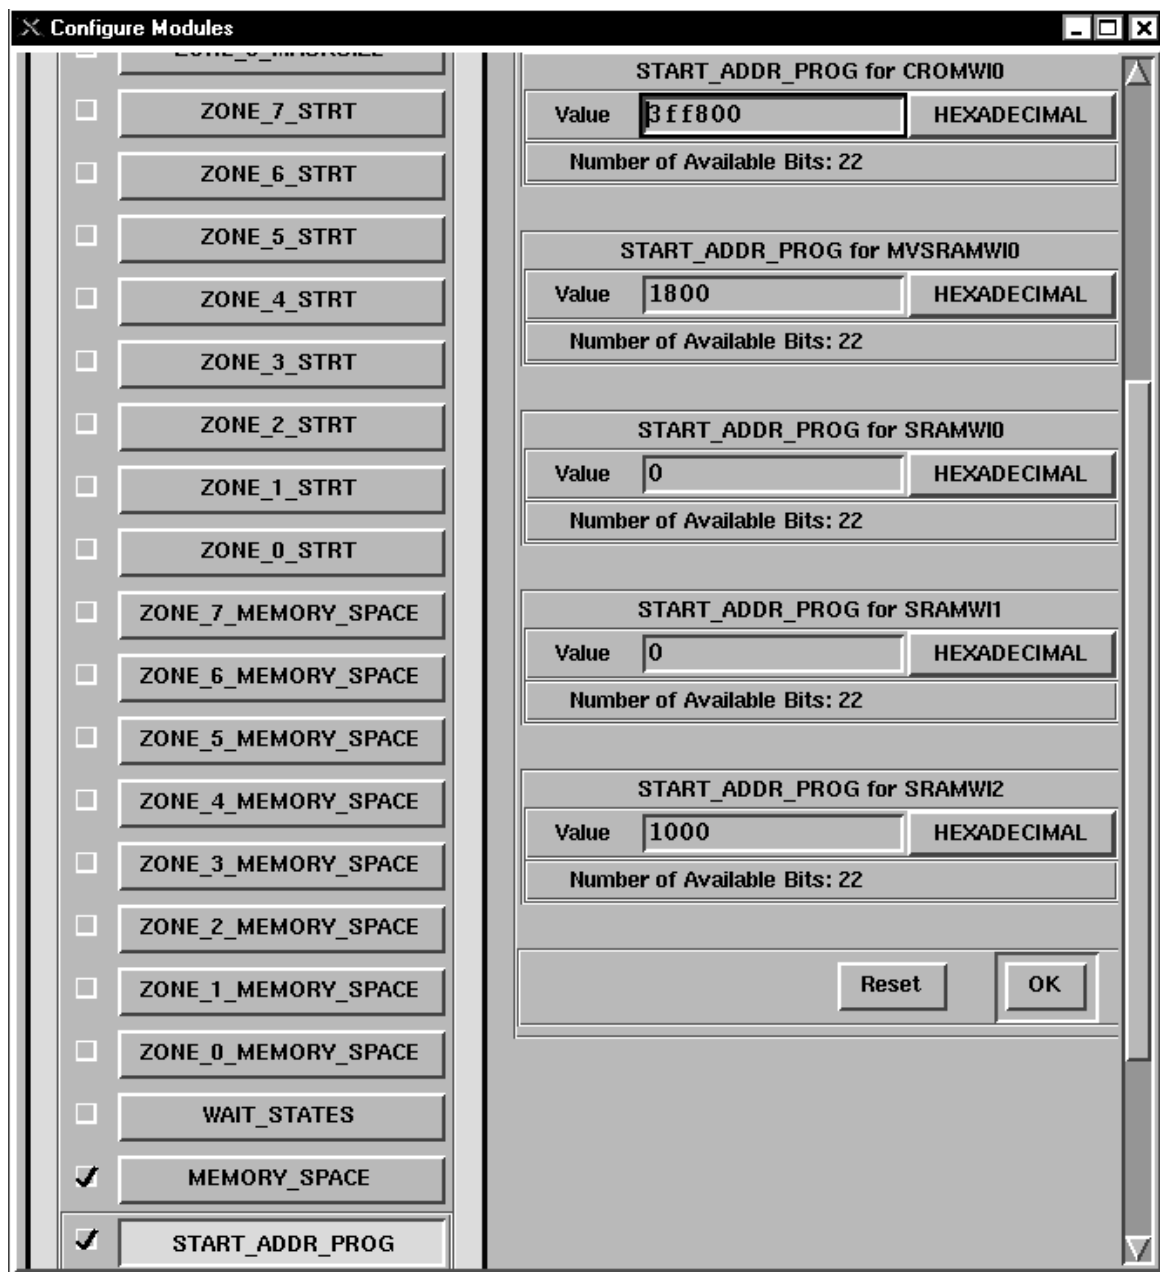 Configure Modules
ZONE_7_STRT
ZONE_6_STRT
ZONE_5_STRT
ZONE_4_STRT
ZONE_3_STRT
ZONE_2_STRT
ZONE_1_STRT
ZONE_0_STRT
ZONE_7_MEMORY_SPACE
ZONE_6_MEMORY_SPACE
ZONE_5_MEMORY_SPACE
ZONE_4_MEMORY_SPACE
ZONE_3_MEMORY_SPACE
ZONE_2_MEMORY_SPACE
ZONE_1_MEMORY_SPACE
ZONE_0_MEMORY_SPACE
WAIT_STATES
MEMORY_SPACE
START_ADDR_PROG
START_ADDR_PROG for CROMWI0
Value 3ff800 HEXADECIMAL
Number of Available Bits: 22
START_ADDR_PROG for MVSRAMWI0
Value 1800 HEXADECIMAL
Number of Available Bits: 22
START_ADDR_PROG for SRAMWI0
Value 0 HEXADECIMAL
Number of Available Bits: 22
START_ADDR_PROG for SRAMWI1
Value 0 HEXADECIMAL
Number of Available Bits: 22
START_ADDR_PROG for SRAMWI2
Value 1000 HEXADECIMAL
Number of Available Bits: 22
Reset OK